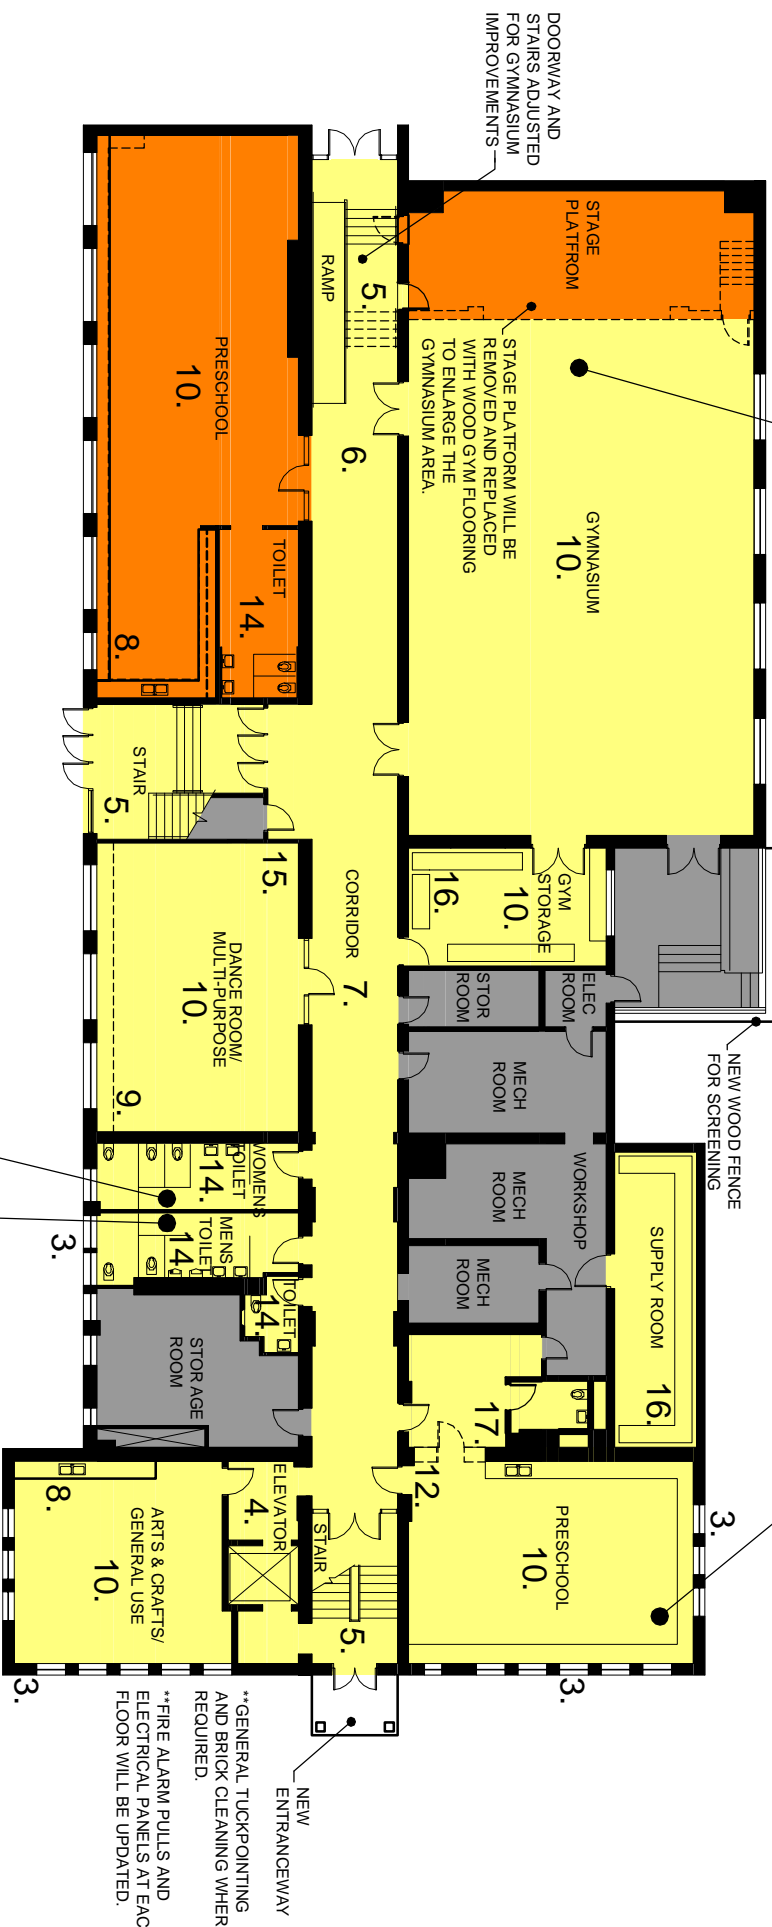 DOORWAY AND
STAIRS ADJUSTED
FOR GYMNASIUM
IMPROVEMENTS
STAGE
PLATFROM
STAGE PLATFORM WILL BE
REMOVED AND REPLACED
WITH WOOD GYM FLOORING
TO ENLARGE THE
GYMNASIUM AREA.
GYMNASIUM
10.
RAMP
5.
6.
PRESCHOOL
10.
TOILET
14.
8.
STAIR
5.
15.
CORRIDOR
7.
GYM
STORAGE
10.
16.
STOR
ROOM
ELEC
ROOM
NEW WOOD FENCE
FOR SCREENING
MECH
ROOM
MECH
ROOM
WORKSHOP
MECH
ROOM
SUPPLY ROOM
16.
DANCE ROOM/
MULTI-PURPOSE
10.
9.
WOMENS
TOILET
14.
MENS
TOILET
14.
3.
TOILET
14.
STORAGE
ROOM
17.
12.
PRESCHOOL
10.
3.
3.
ELEVATOR
4.
STAIR
5.
8.
ARTS & CRAFTS/
GENERAL USE
10.
3.
NEW
ENTRANCEWAY
**GENERAL TUCKPOINTING
AND BRICK CLEANING WHER
REQUIRED.
**FIRE ALARM PULLS AND
ELECTRICAL PANELS AT EAC
FLOOR WILL BE UPDATED.